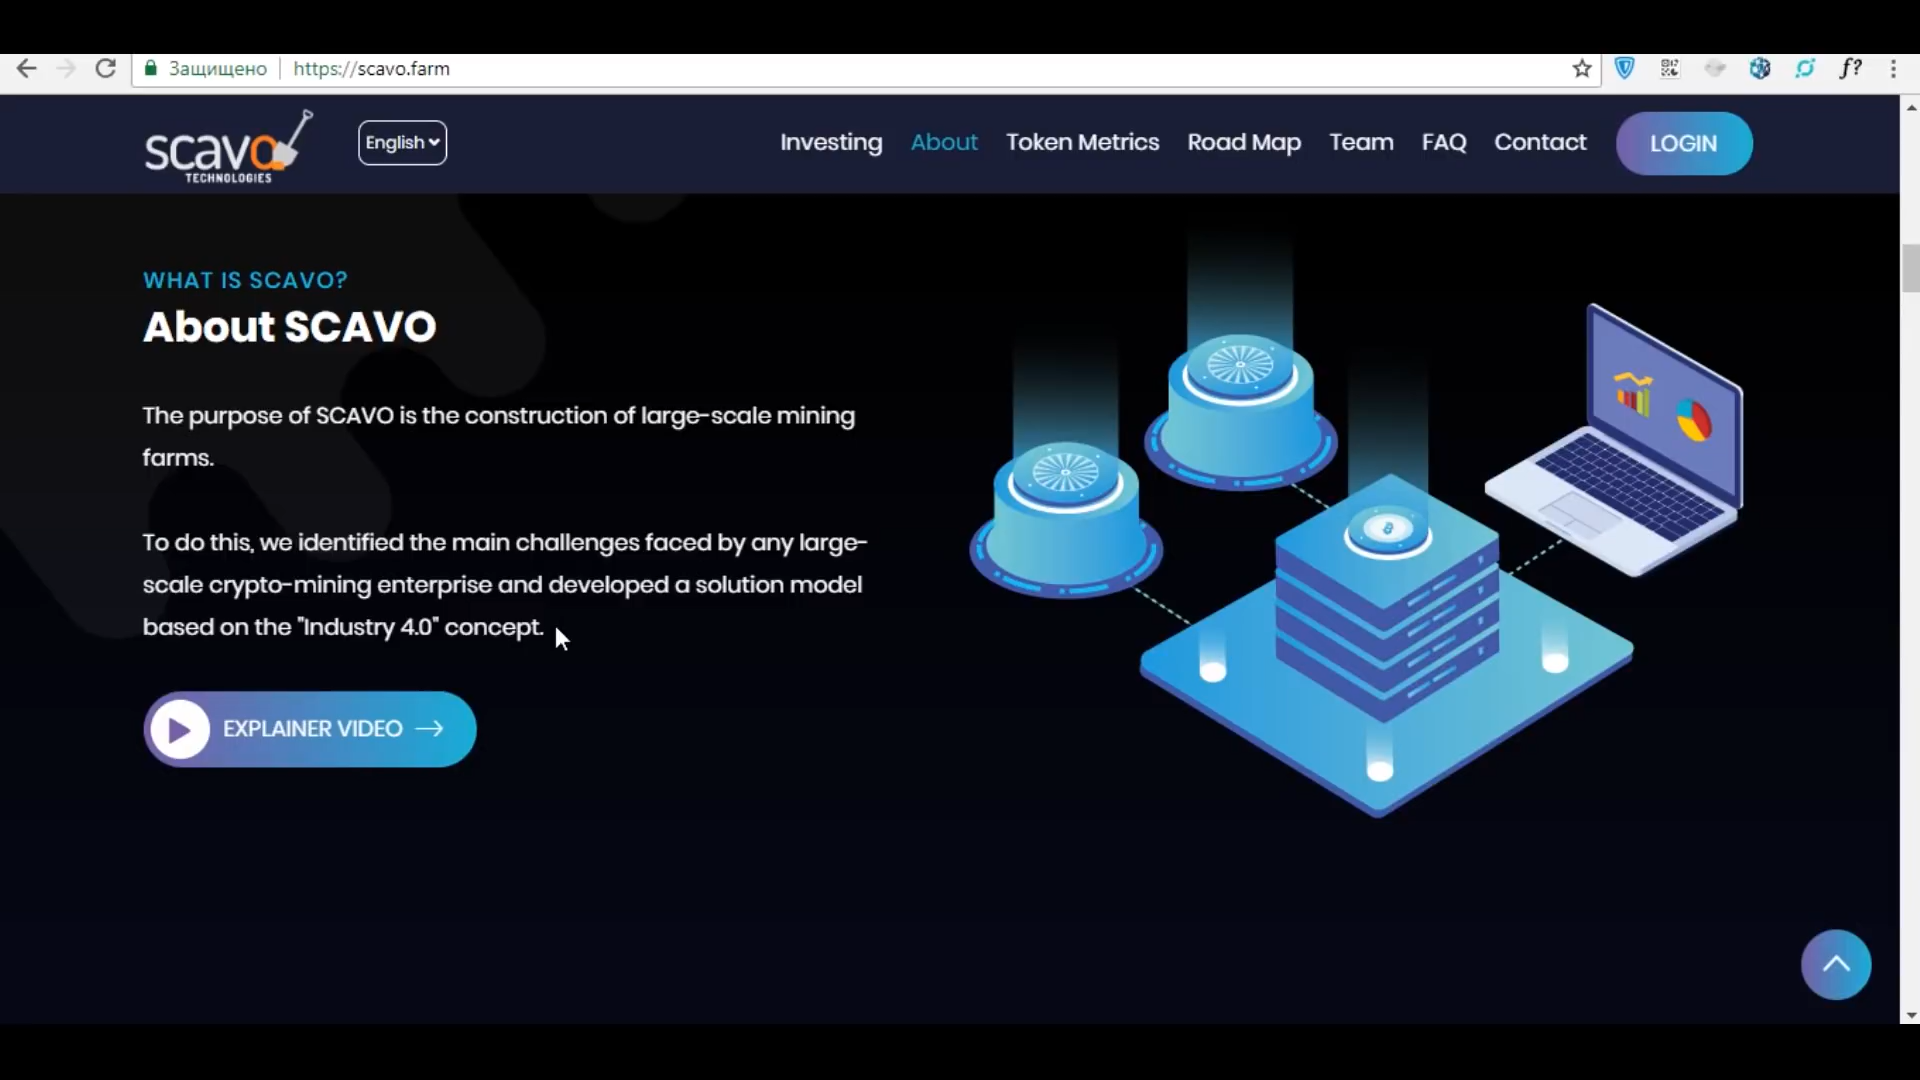 Защищено https://scavo.farm
f?
scavo
TECHNOLOGIES
English
Investing About Token Metrics Road Map Team FAQ Contact LOGIN
WHAT IS SCAVO?
About SCAVO
The purpose of SCAVO is the construction of large-scale mining
farms.
To do this, we identified the main challenges faced by any large-
scale crypto-mining enterprise and developed a solution model
based on the "Industry 4.0" concept.
EXPLAINER VIDEO